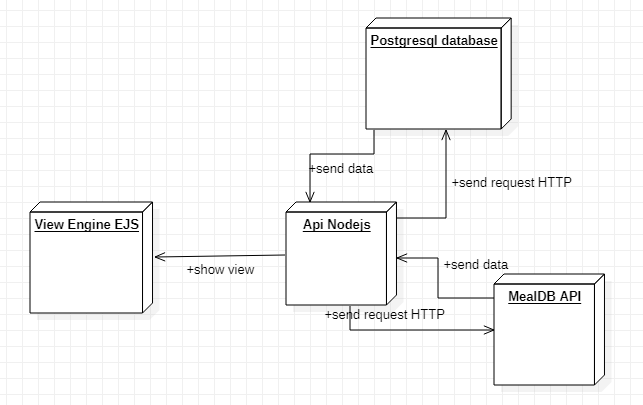 Postgresql database
+send data
+send request HTTP
View Engine EJS
Api Nodejs
+show view
+send data
MealDB API
+send request HTTP